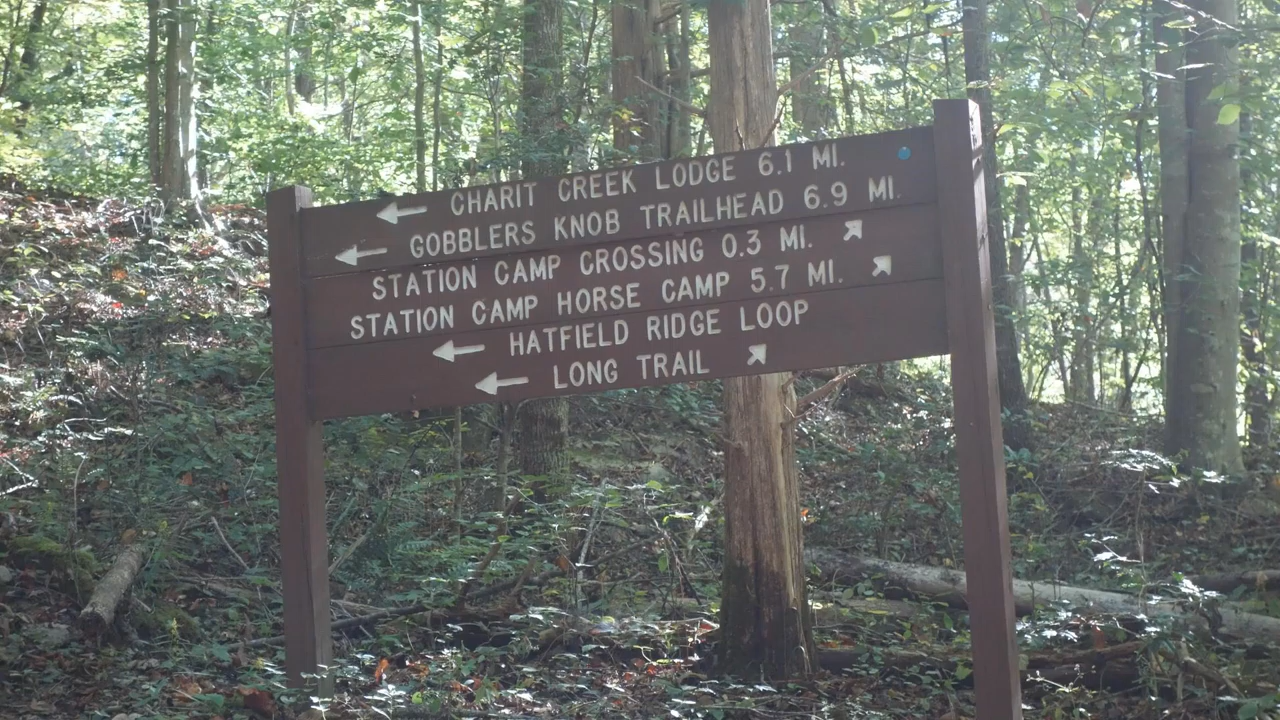 CHARIT CREEK LODGE 6.1 MI.
GOBBLERS KNOB TRAILHEAD 6.9 MI.
STATION CAMP CROSSING 0.3 MI.
STATION CAMP HORSE CAMP 5.7 MI.
HATFIELD RIDGE LOOP
LONG TRAIL